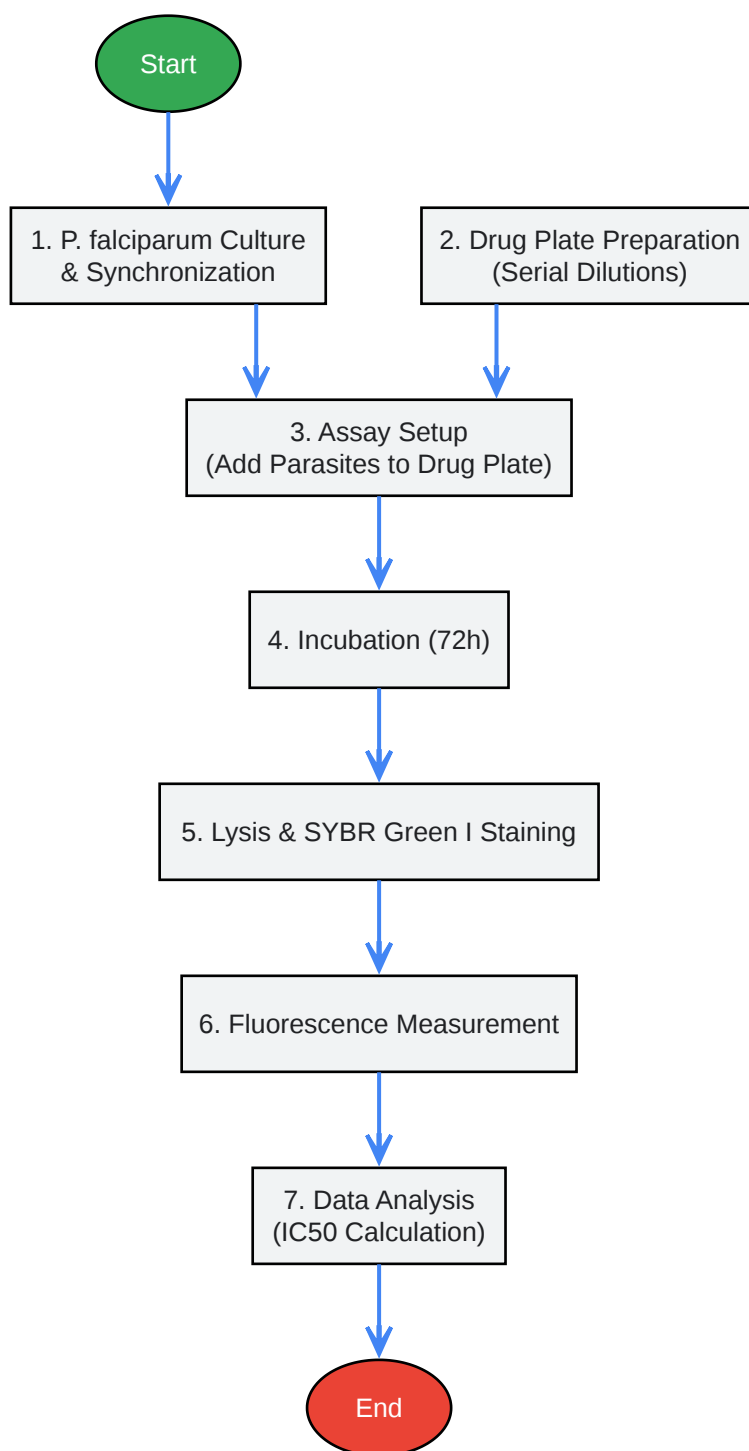 Start
1. P. falciparum Culture
& Synchronization
2. Drug Plate Preparation
(Serial Dilutions)
3. Assay Setup
(Add Parasites to Drug Plate)
4. Incubation (72h)
5. Lysis & SYBR Green I Staining
6. Fluorescence Measurement
7. Data Analysis
(IC50 Calculation)
End